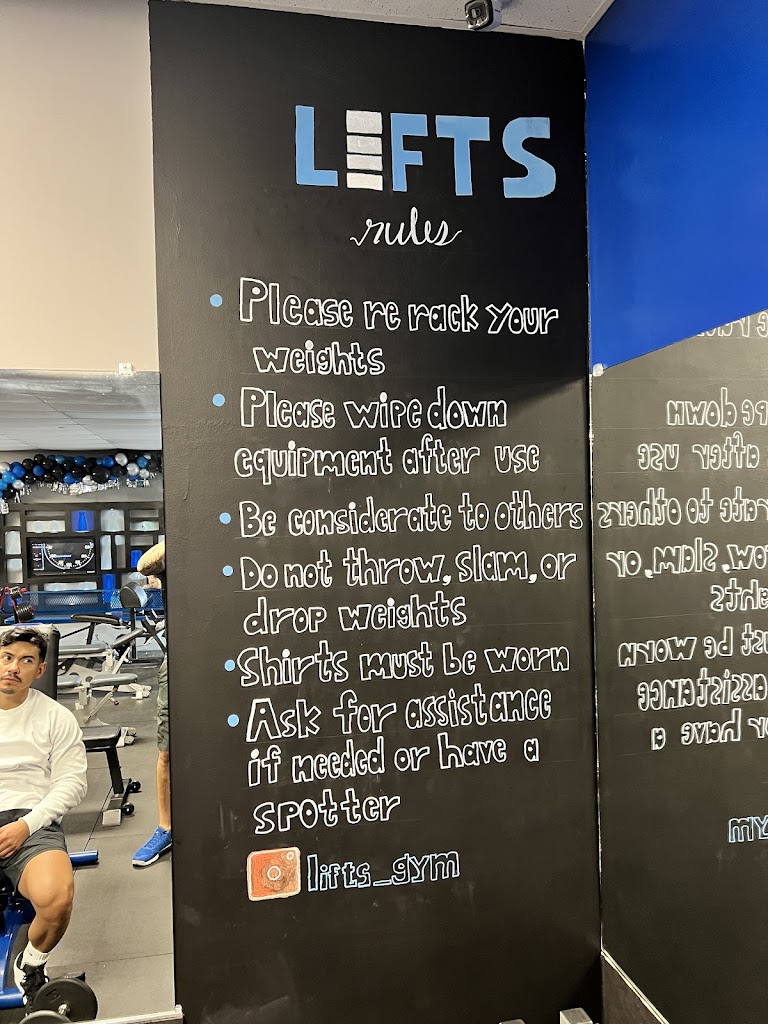 LEFTS
rules
• Please re rack your
weights
• Please wipe down
equipment after use
• Be considerate to others
• Do not throw, slam, or
drop weights
• Shirts must be worn
• Ask for assistance
if needed or have a
spotter
lifts_gym